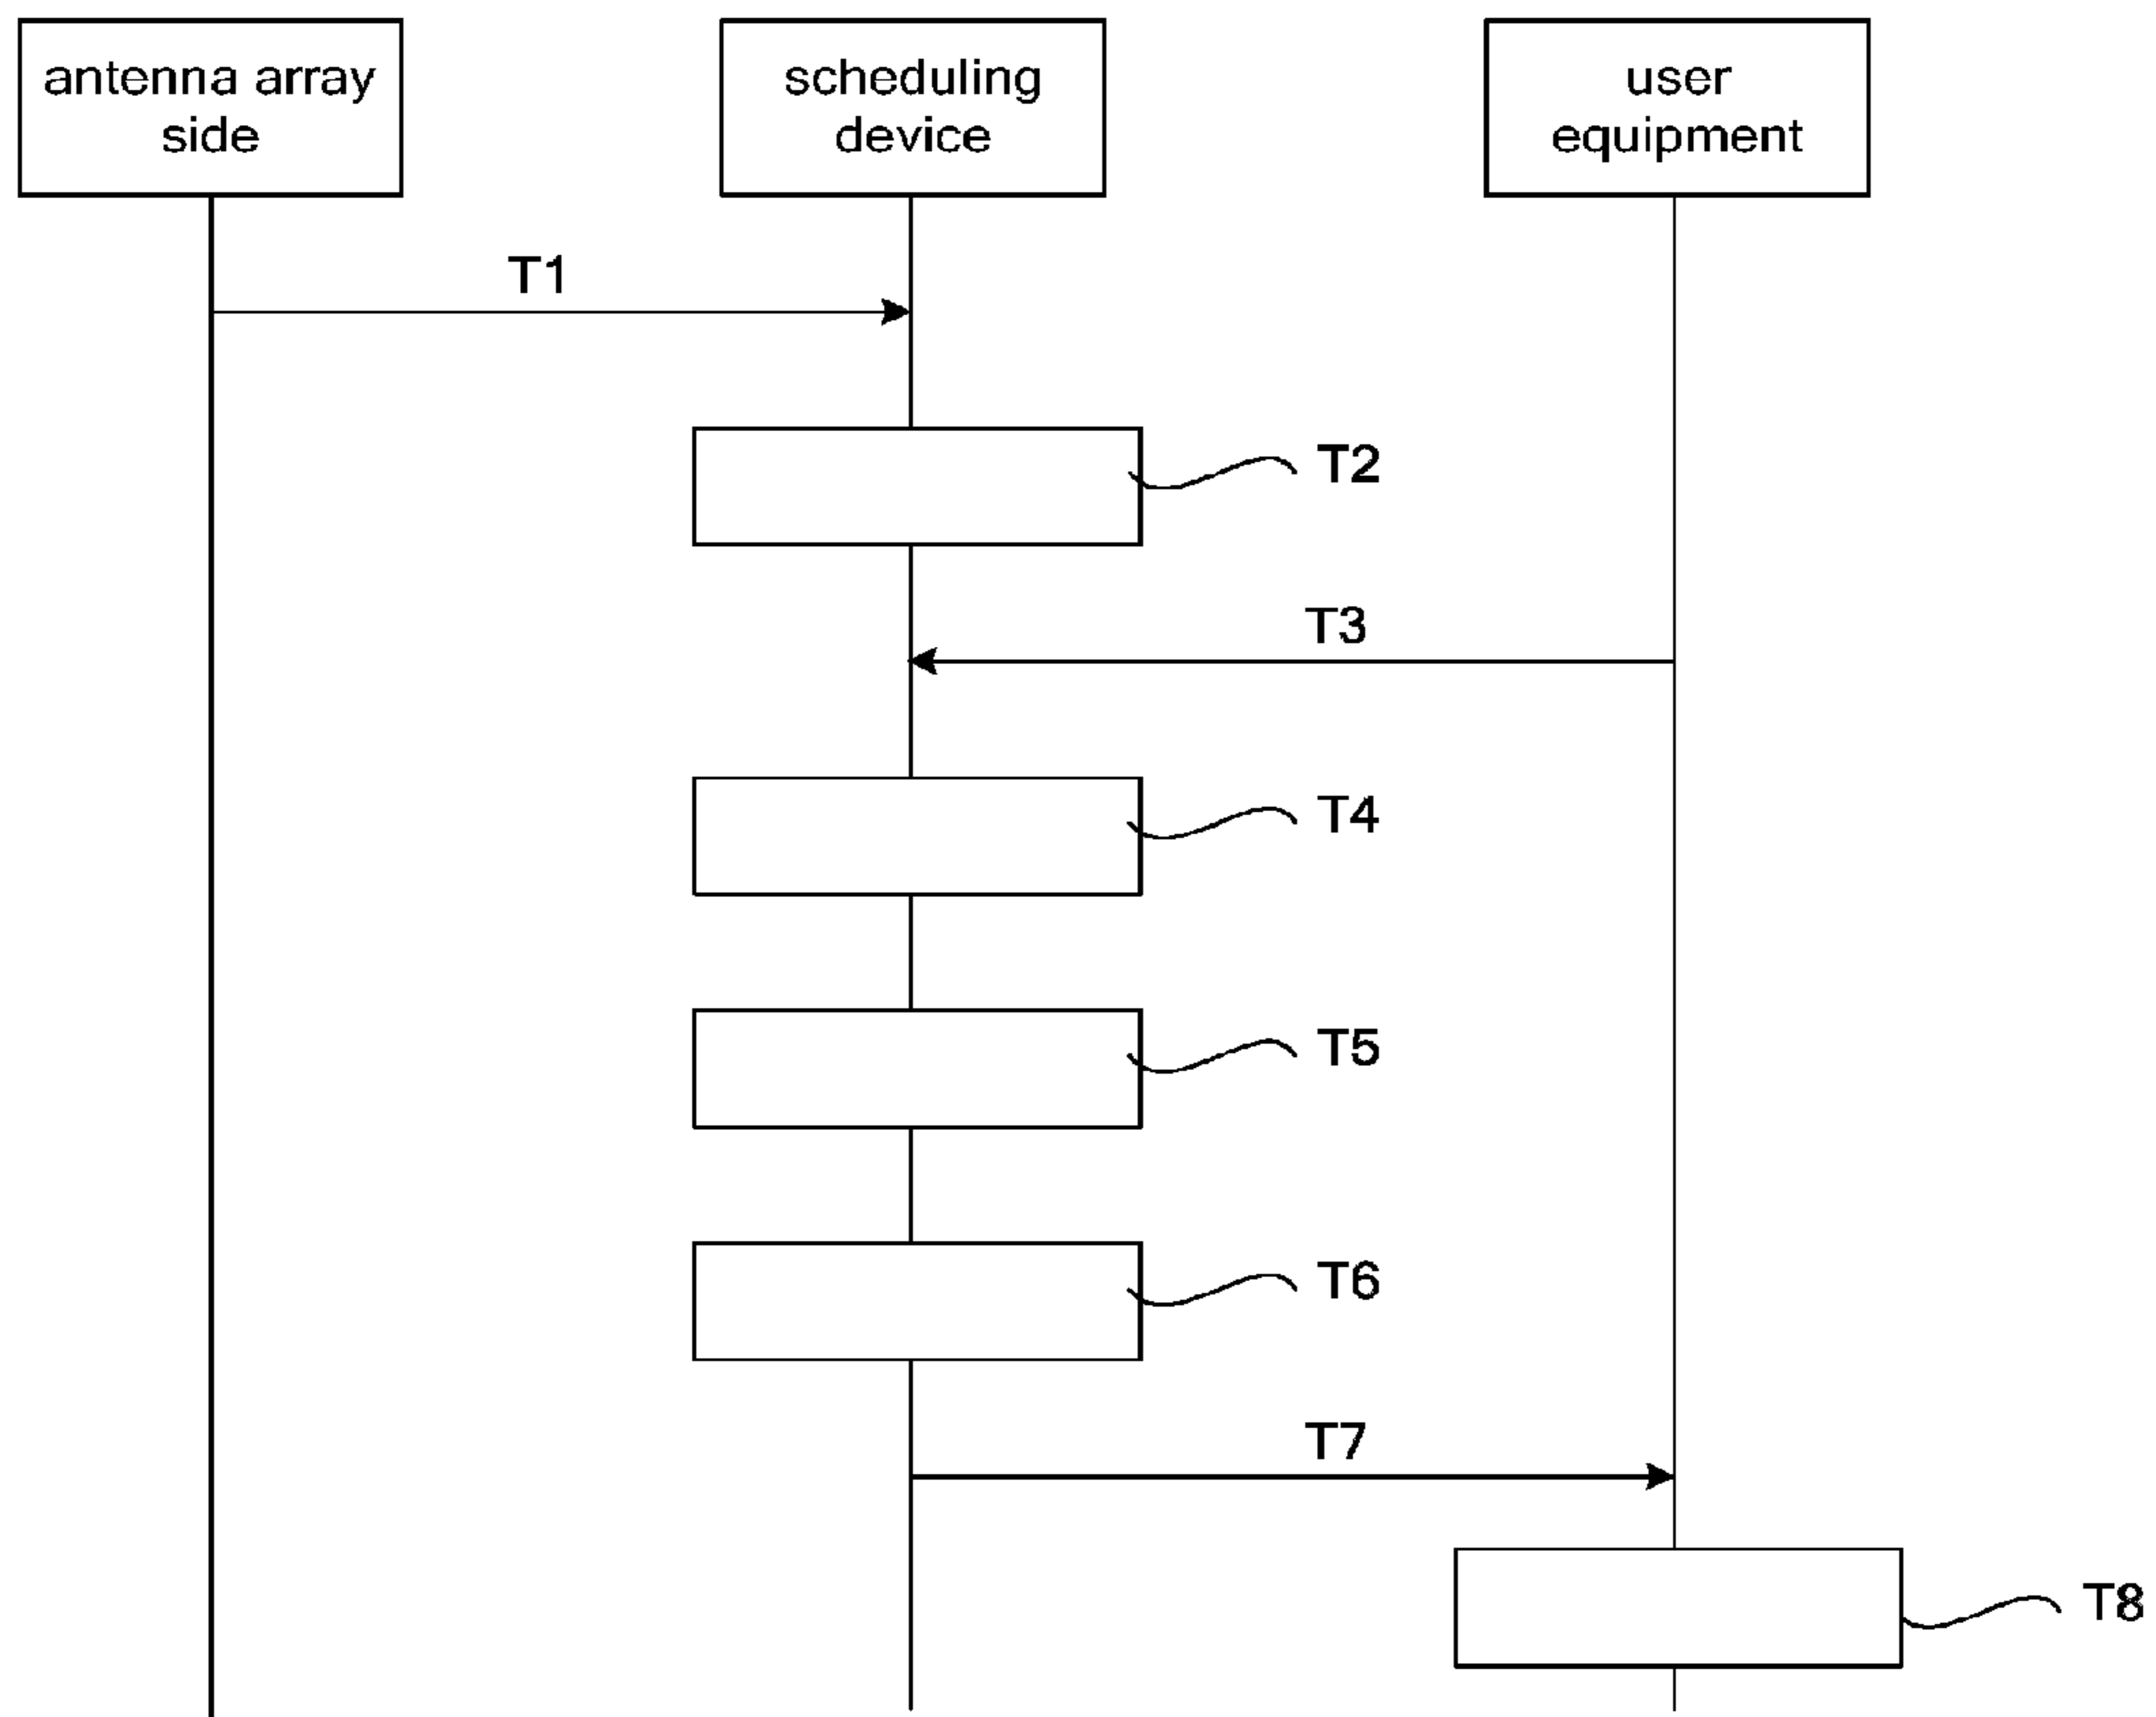 antenna array
side
scheduling
device
user
equipment
T1
T2
T3
T4
T5
T6
T7
T8